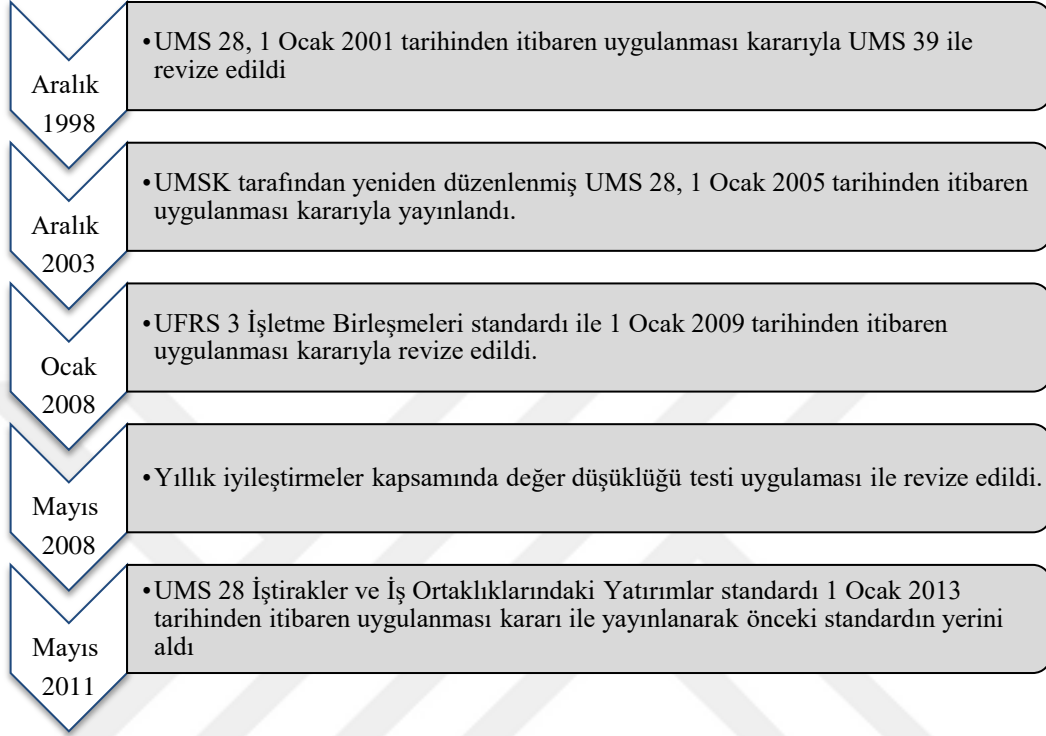 Aralık
1998
•UMS 28, 1 Ocak 2001 tarihinden itibaren uygulanması kararıyla UMS 39 ile
revize edildi
Aralık
2003
•UMSK tarafından yeniden düzenlenmiş UMS 28, 1 Ocak 2005 tarihinden itibaren
uygulanması kararıyla yayınlandı.
Ocak
2008
•UFRS 3 İşletme Birleşmeleri standardı ile 1 Ocak 2009 tarihinden itibaren
uygulanması kararıyla revize edildi.
Mayıs
2008
•Yıllık iyileştirmeler kapsamında değer düşüklüğü testi uygulaması ile revize edildi.
Mayıs
2011
•UMS 28 İştirakler ve İş Ortaklıklarındaki Yatırımlar standardı 1 Ocak 2013
tarihinden itibaren uygulanması kararı ile yayınlanarak önceki standardın yerini
aldı